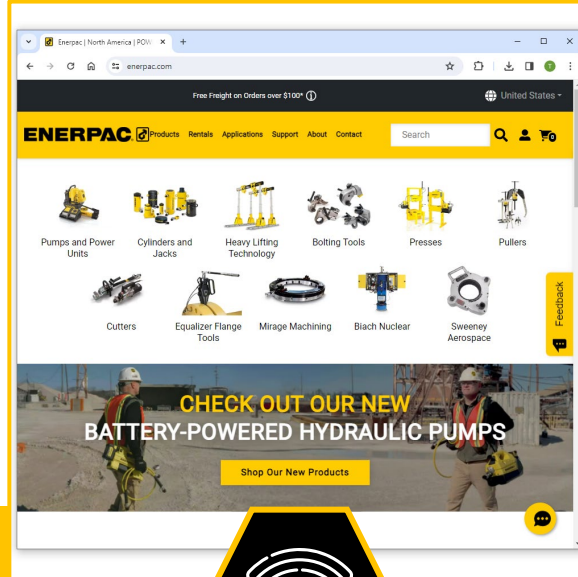 Enerpac | North America | POW
enerpac.com
Free Freight on Orders over $100*
United States
ENERPAC
Products Rentals Applications Support About Contact
Search
0
Pumps and Power
Units
Cylinders and
Jacks
Heavy Lifting
Technology
Bolting Tools
Presses
Pullers
Cutters
Equalizer Flange
Tools
Mirage Machining
Biach Nuclear
Sweeney
Aerospace
Feedback
CHECK OUT OUR NEW
BATTERY-POWERED HYDRAULIC PUMPS
Shop Our New Products